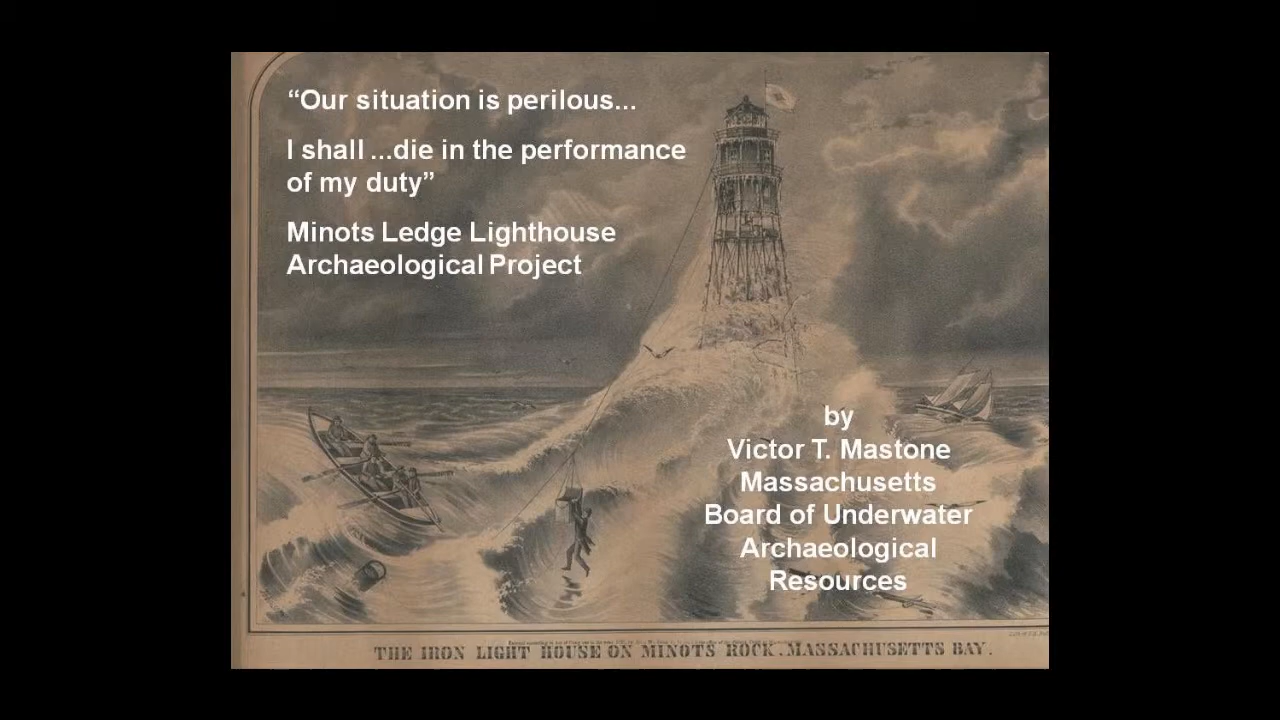 “Our situation is perilous...
I shall ...die in the performance
of my duty”
Minots Ledge Lighthouse
Archaeological Project
by
Victor T. Mastone
Massachusetts
Board of Underwater
Archaeological
Resources
THE IRON LIGHT HOUSE ON MINOTS ROCK. MASSACHUSETTS BAY.